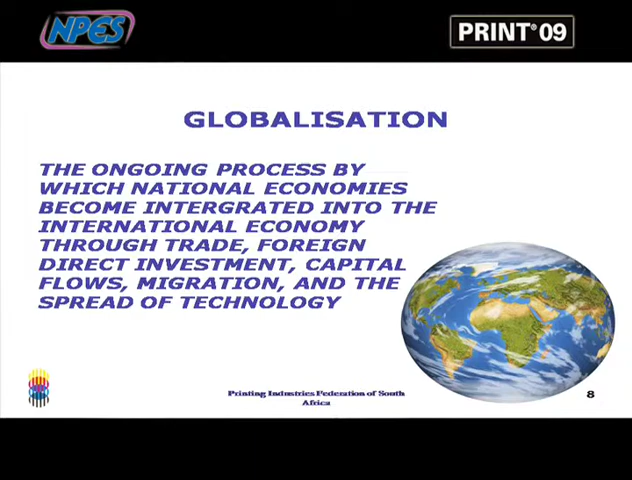 NPES
PRINT® 09
GLOBALISATION
THE ONGOING PROCESS BY
WHICH NATIONAL ECONOMIES
BECOME INTERGRATED INTO THE
INTERNATIONAL ECONOMY
THROUGH TRADE, FOREIGN
DIRECT INVESTMENT, CAPITAL
FLOWS, MIGRATION, AND THE
SPREAD OF TECHNOLOGY
Printing Industries Federation of South
Africa
8